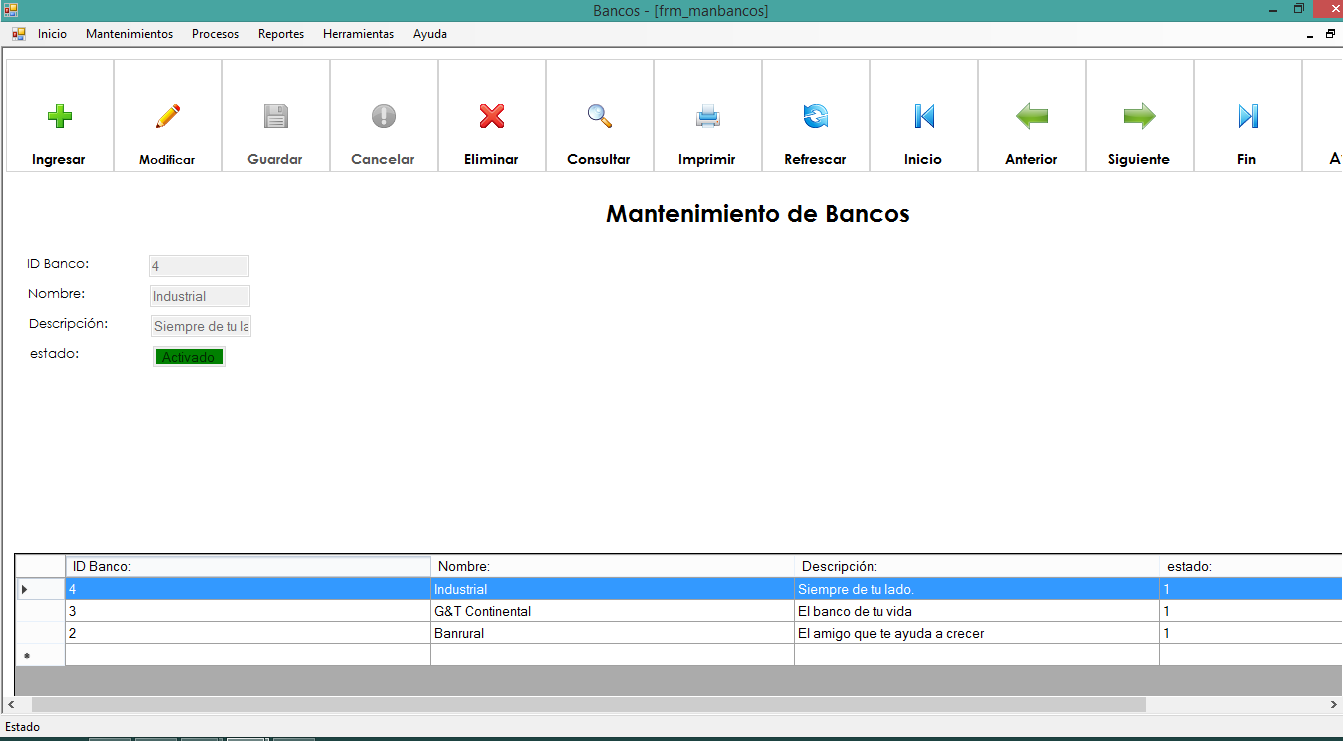 Bancos - [frm_manbancos]
Inicio Mantenimientos Procesos Reportes Herramientas Ayuda
Ingresar Modificar Guardar Cancelar Eliminar Consultar Imprimir Refrescar Inicio Anterior Siguiente Fin
Mantenimiento de Bancos
ID Banco: 4
Nombre: Industrial
Descripción: Siempre de tu la
estado: Activado
ID Banco: Nombre: Descripción: estado:
4 Industrial Siempre de tu lado. 1
3 G&T Continental El banco de tu vida 1
2 Banrural El amigo que te ayuda a crecer 1
Estado